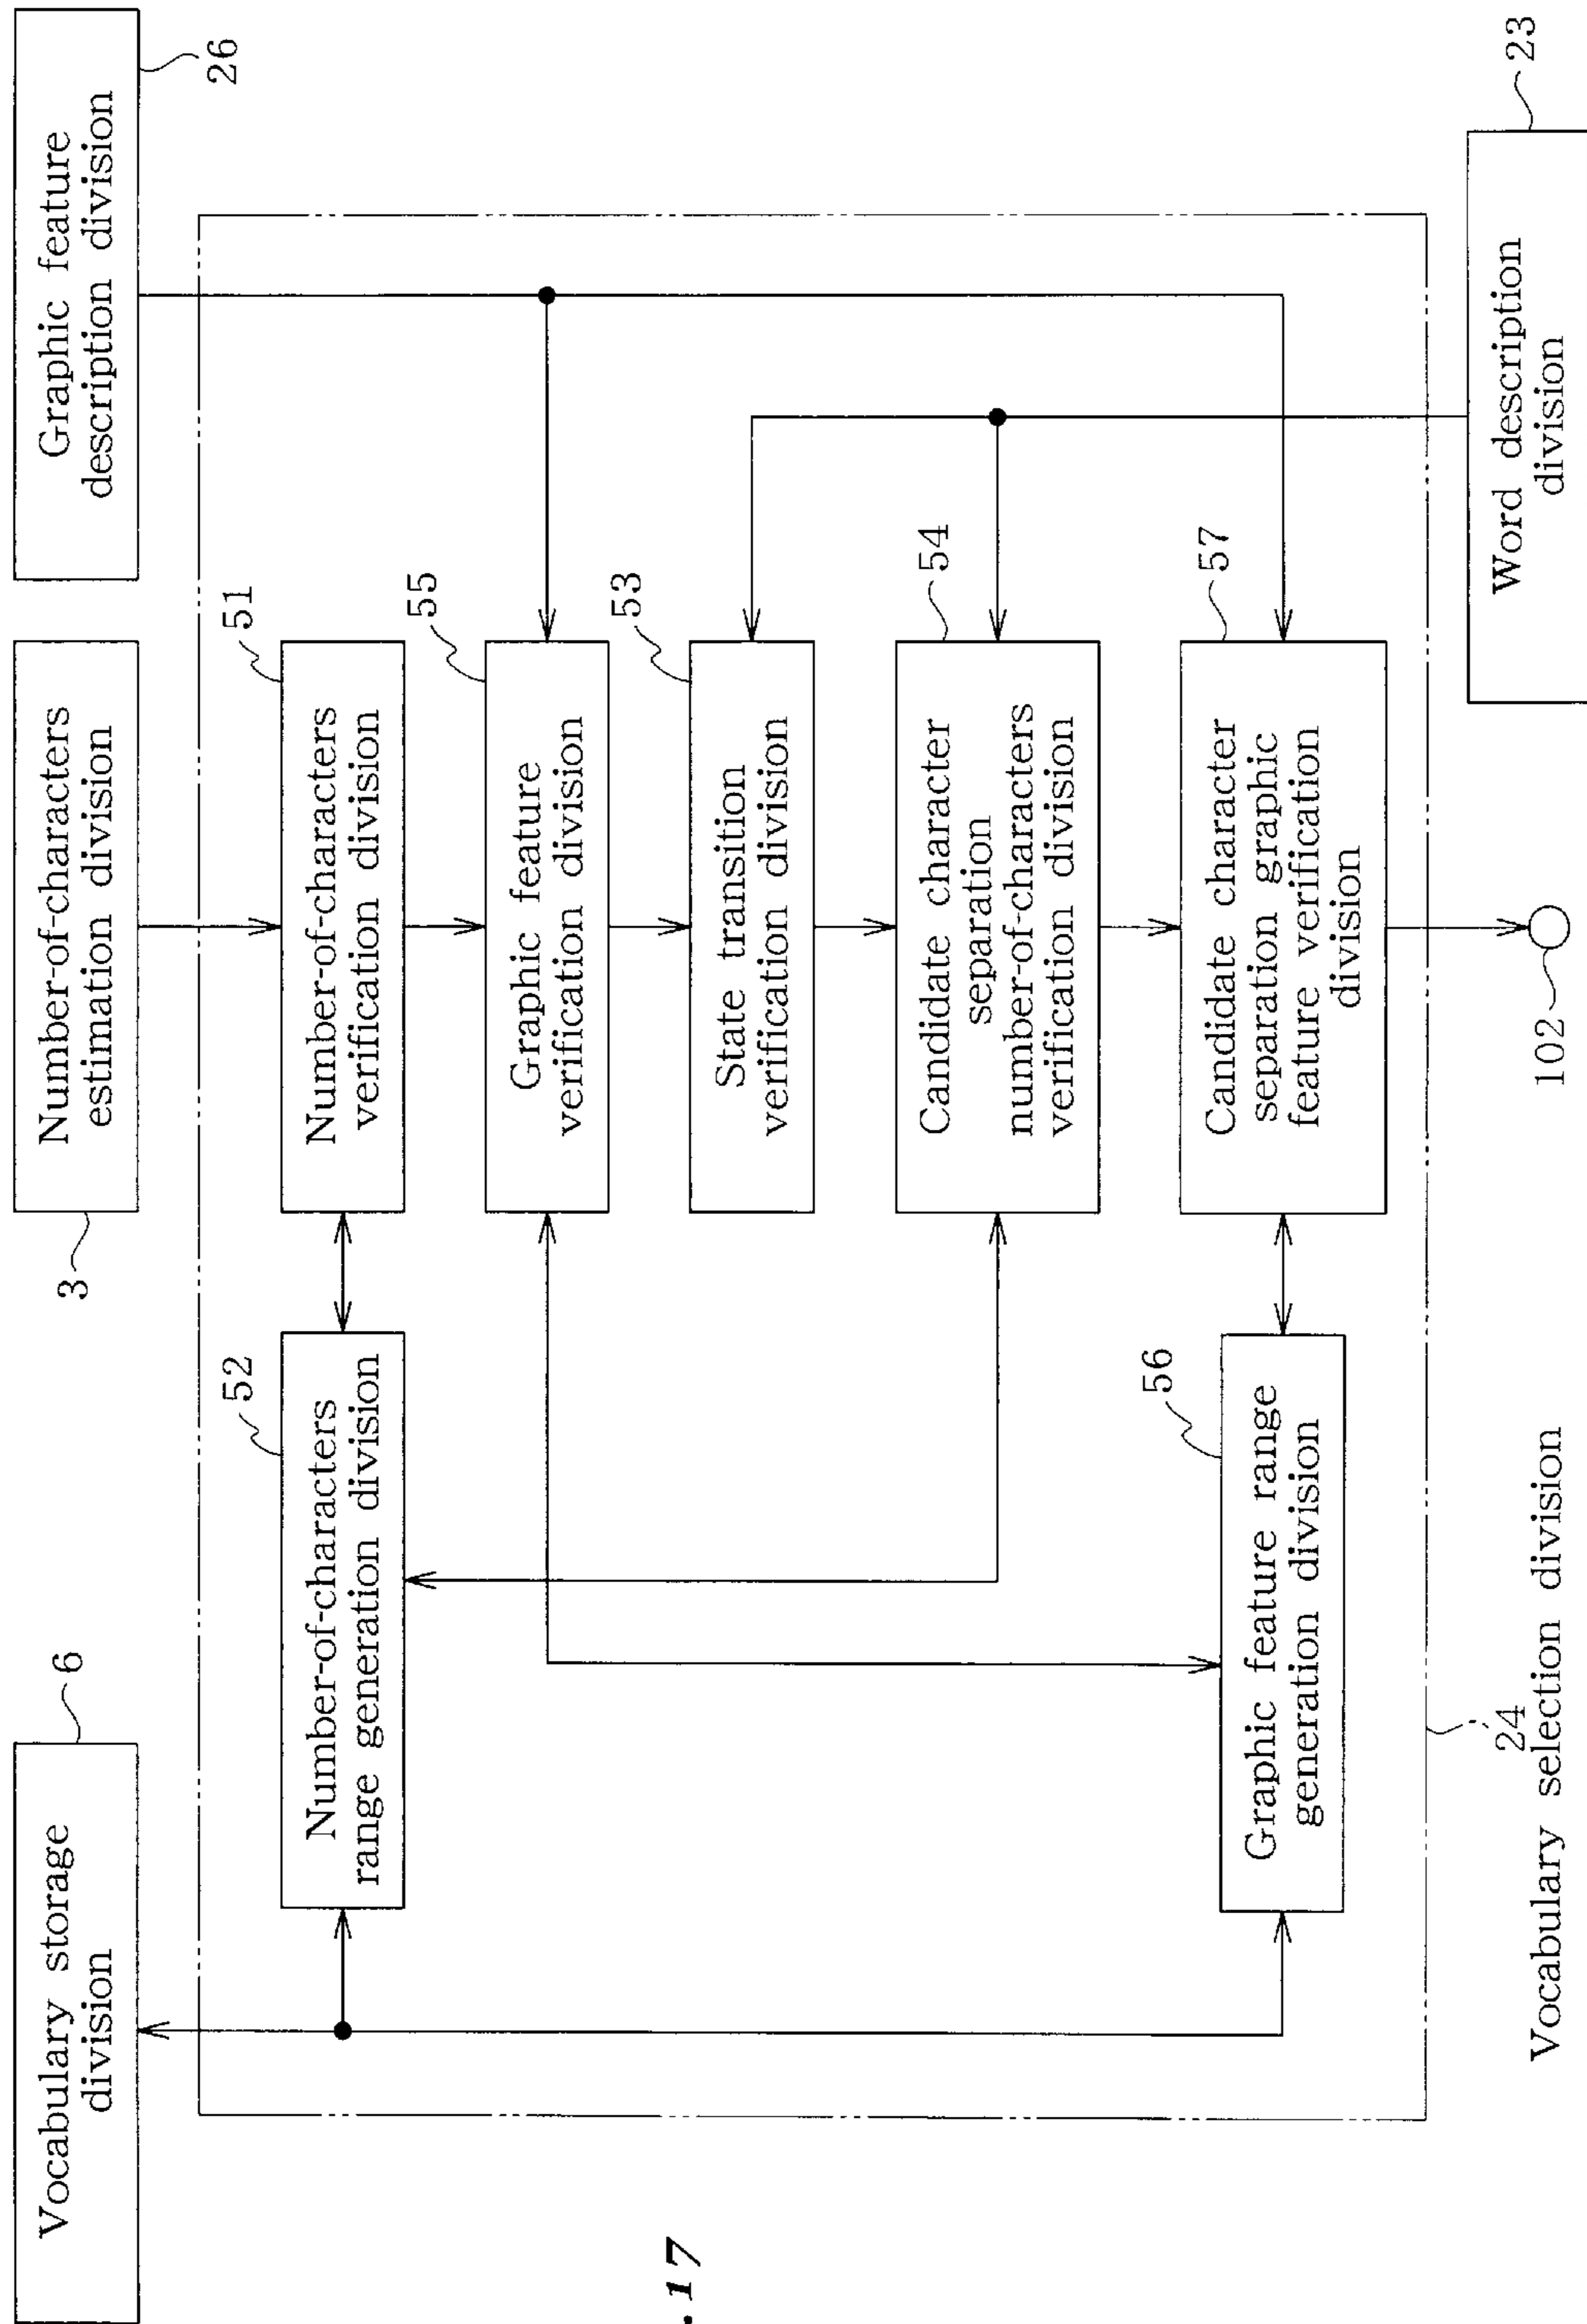 Vocabulary storage
division
6
Number-of-characters
estimation division
3
Graphic feature
description division
26
Number-of-characters
range generation division
52
Number-of-characters
verification division
51
Graphic feature
verification division
55
State transition
verification division
53
Candidate character
separation
number-of-characters
verification division
54
Graphic feature range
generation division
56
Candidate character
separation graphic
feature verification
division
57
24
Vocabulary selection division
102
Word description
division
23
.17